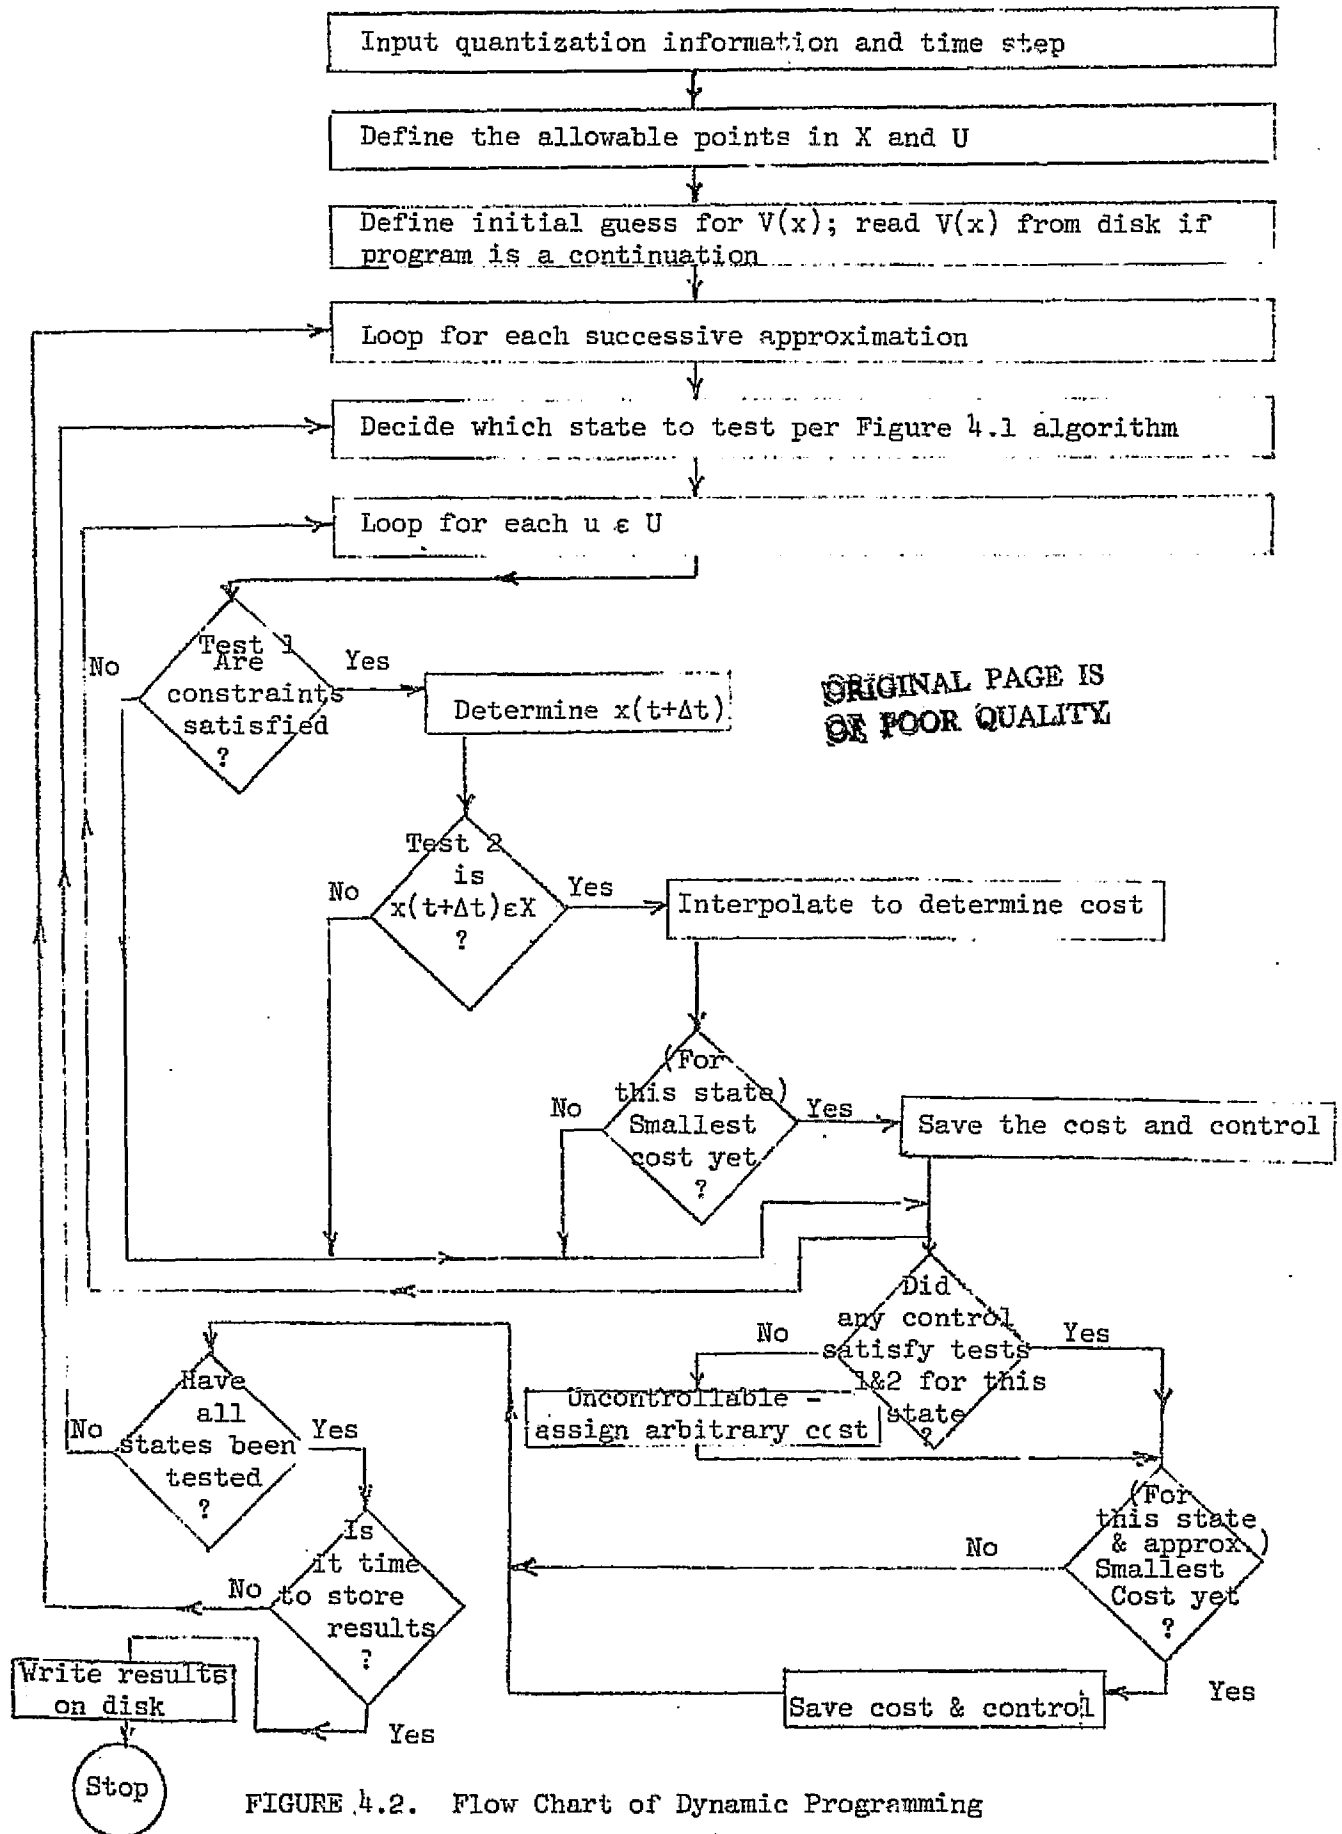 Input quantization information and time step
Define the allowable points in X and U
Define initial guess for V(x); read V(x) from disk if
program is a continuation
Loop for each successive approximation
Decide which state to test per Figure 4.1 algorithm
Loop for each u ε U
Test 1
Are
constraints
satisfied
?
No
Yes
Determine x(t+Δt)
ORIGINAL PAGE IS
OF POOR QUALITY
Test 2
is
x(t+Δt)εX
?
No
Yes
Interpolate to determine cost
(For
this state)
Smallest
cost yet
?
No
Yes
Save the cost and control
Did
any control
satisfy tests
1&2 for this
state
?
No
Yes
Uncontrollable -
assign arbitrary cost
(For
this state
& approx.)
Smallest
Cost yet
?
No
Yes
Save cost & control
Have
all
states been
tested
?
No
Yes
Is
it time
to store
results
?
No
Yes
Write results
on disk
Stop
FIGURE 4.2. Flow Chart of Dynamic Programming